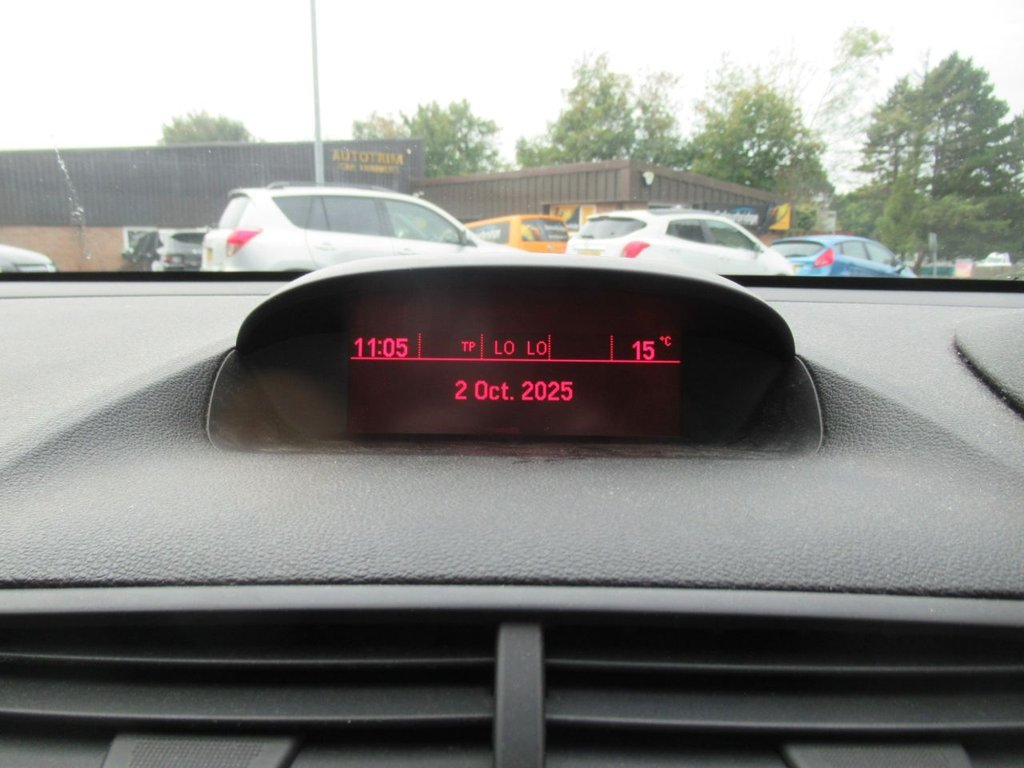 AUTOTRIM
11:05 TP LO LO 15 °C
2 Oct. 2025